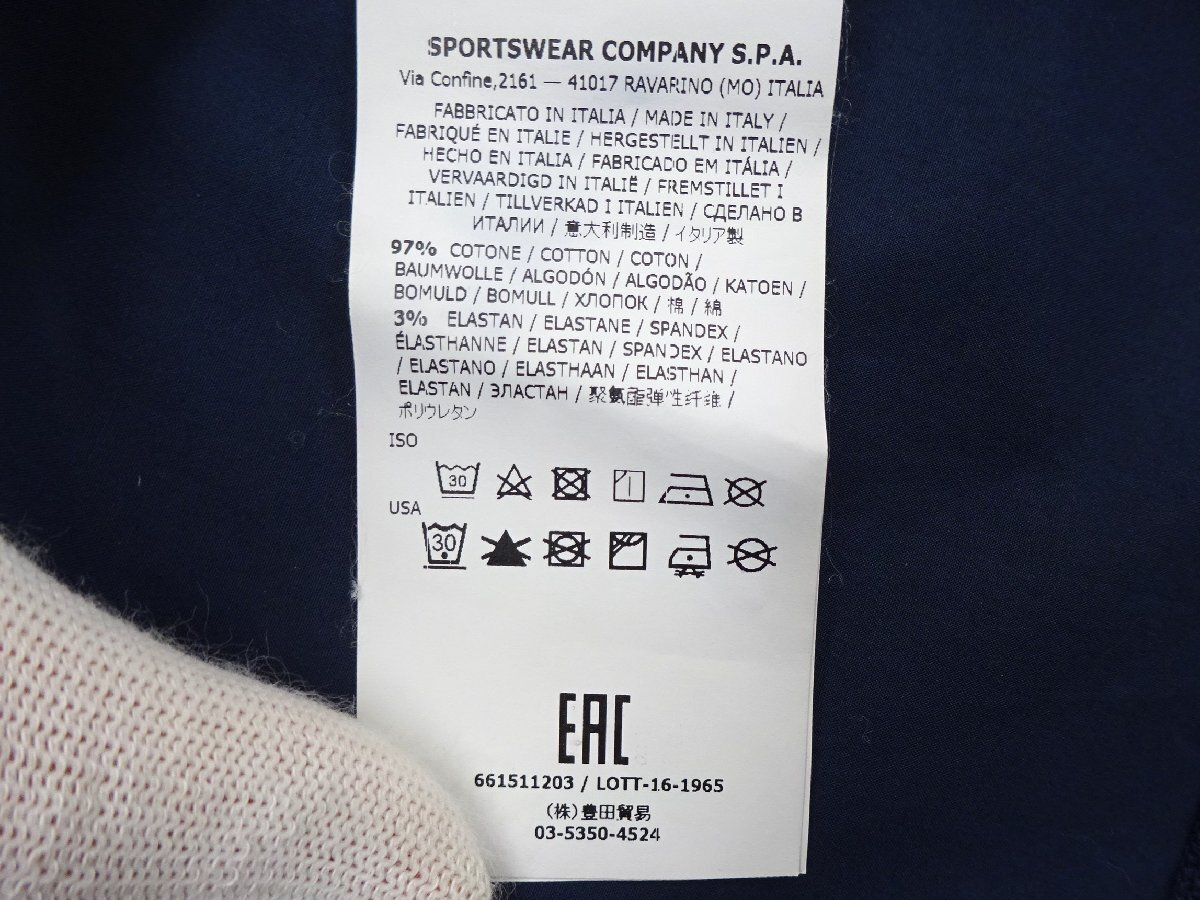 SPORTSWEAR COMPANY S.P.A.
Via Confine,2161 — 41017 RAVARINO (MO) ITALIA
FABBRICATO IN ITALIA / MADE IN ITALY /
FABRIQUÉ EN ITALIE / HERGESTELLT IN ITALIEN /
HECHO EN ITALIA / FABRICADO EM ITÁLIA /
VERVAARDIGD IN ITALIË / FREMSTILLET I
ITALIEN / TILLVERKAD I ITALIEN / СДЕЛАНО В
ИТАЛИИ / 意大利制造 / イタリア製
97% COTONE / COTTON / COTON /
BAUMWOLLE / ALGODÓN / ALGODÃO / KATOEN /
BOMULD / BOMULL / ХЛОПОК / 棉 / 綿
3% ELASTAN / ELASTANE / SPANDEX /
ÉLASTHANNE / ELASTAN / SPANDEX / ELASTANO
/ ELASTANO / ELASTHAAN / ELASTHAN /
ELASTAN / ЭЛАСТАН / 聚氨酯弹性纤维 /
ポリウレタン
ISO
30
USA
30
EAC
661511203 / LOTT-16-1965
(株)豊田貿易
03-5350-4524